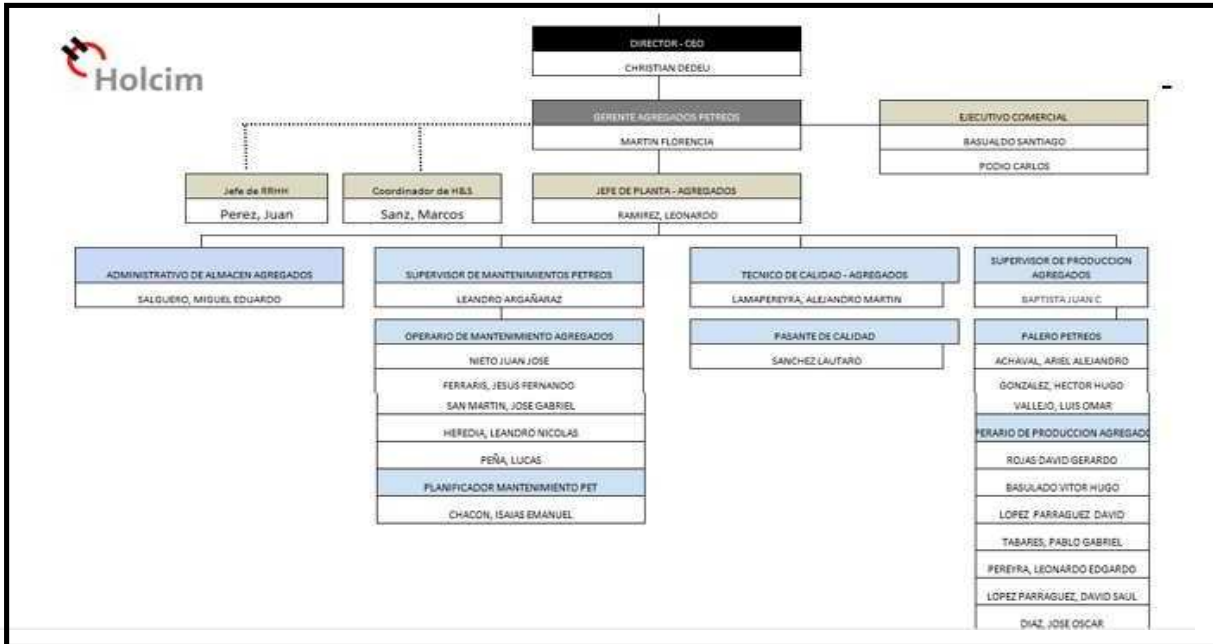 Holcim
DIRECTOR - CEO
CHRISTIAN DEDEU
GERENTE AGREGADOS PETREOS
MARTIN FLORENCIA
EJECUTIVO COMERCIAL
BASUALDO SANTIAGO
PODIO CARLOS
Jefe de RRHH
Perez, Juan
Coordinador de H&S
Sanz, Marcos
JEFE DE PLANTA - AGREGADOS
RAMIREZ, LEONARDO
ADMINISTRATIVO DE ALMACEN AGREGADOS
SALGUERO, MIGUEL EDUARDO
SUPERVISOR DE MANTENIMIENTOS PETREOS
LEANDRO ARGAÑARAZ
OPERARIO DE MANTENIMIENTO AGREGADOS
NIETO JUAN JOSE
FERRARIS, JESUS FERNANDO
SAN MARTIN, JOSE GABRIEL
HEREDIA, LEANDRO NICOLAS
PEÑA, LUCAS
PLANIFICADOR MANTENIMIENTO PET
CHACON, ISAIAS EMANUEL
TECNICO DE CALIDAD - AGREGADOS
LAMAPEREYRA, ALEJANDRO MARTIN
PASANTE DE CALIDAD
SANCHEZ LAUTARO
SUPERVISOR DE PRODUCCION
AGREGADOS
BAPTISTA JUAN C
PALERO PETREOS
ACHAVAL, ARIEL ALEJANDRO
GONZALEZ, HECTOR HUGO
VALLEJO, LUIS OMAR
PERARIO DE PRODUCCION AGREGADO
ROJAS DAVID GERARDO
BASULADO VITOR HUGO
LOPEZ PARRAGUEZ DAVID
TABARES, PABLO GABRIEL
PEREYRA, LEONARDO EDGARDO
LOPEZ PARRAGUEZ, DAVID SAUL
DIAZ, JOSE OSCAR